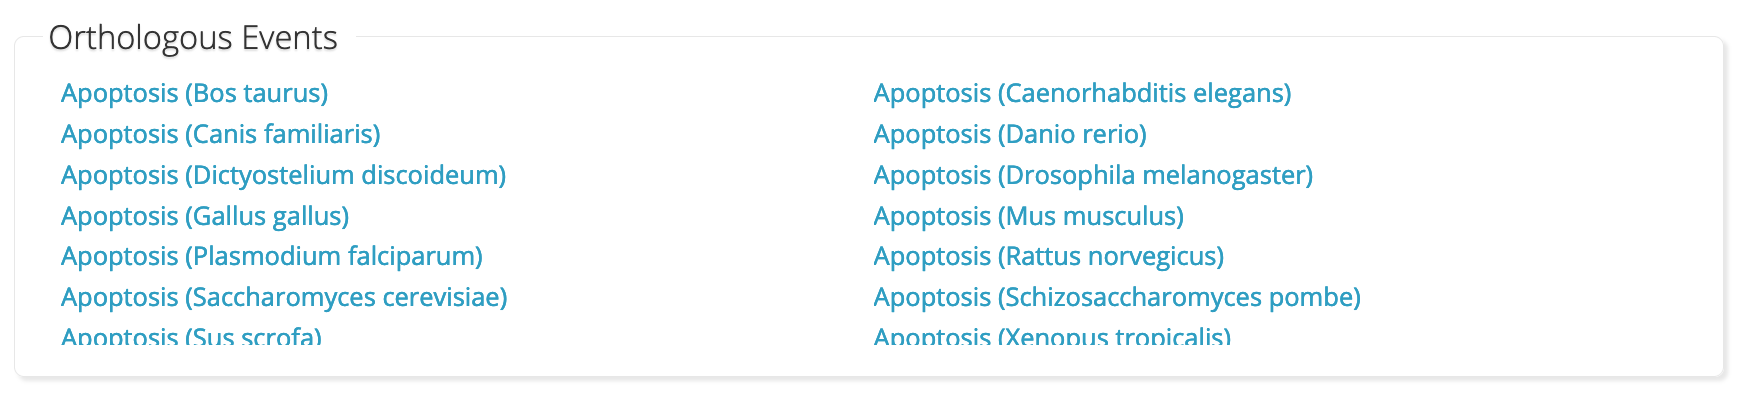 Orthologous Events
Apoptosis (Bos taurus)
Apoptosis (Caenorhabditis elegans)
Apoptosis (Canis familiaris)
Apoptosis (Danio rerio)
Apoptosis (Dictyostelium discoideum)
Apoptosis (Drosophila melanogaster)
Apoptosis (Gallus gallus)
Apoptosis (Mus musculus)
Apoptosis (Plasmodium falciparum)
Apoptosis (Rattus norvegicus)
Apoptosis (Saccharomyces cerevisiae)
Apoptosis (Schizosaccharomyces pombe)
Apoptosis (Sus scrofa)
Apoptosis (Xenopus tropicalis)